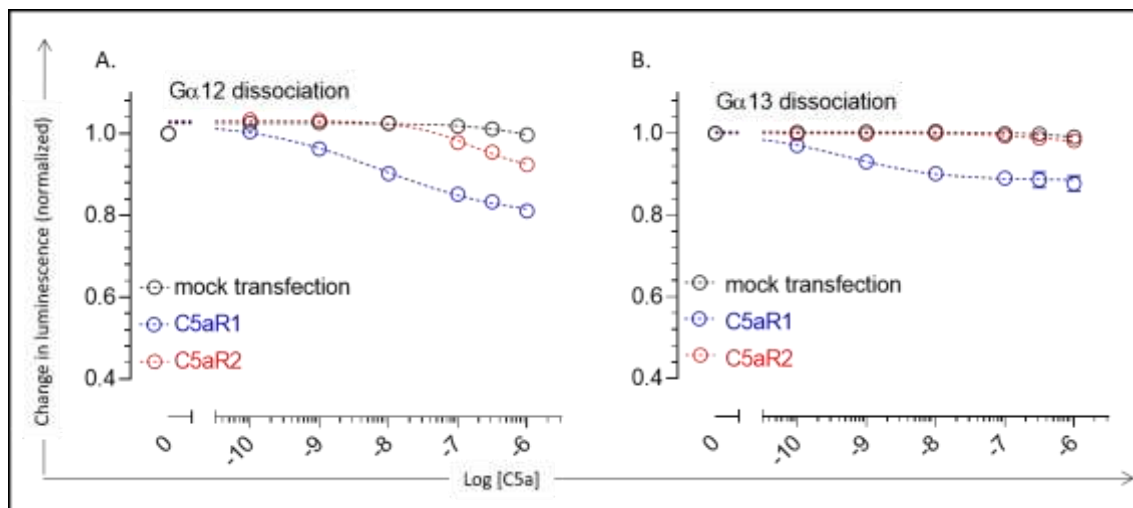 A.
Gα12 dissociation
1.0
0.8
0.6
0.4
mock transfection
C5aR1
C5aR2
0
-10
-9
-8
-7
-6
B.
Gα13 dissociation
1.0
0.8
0.6
0.4
mock transfection
C5aR1
C5aR2
0
-10
-9
-8
-7
-6
Change in luminescence (normalized)
Log [C5a]